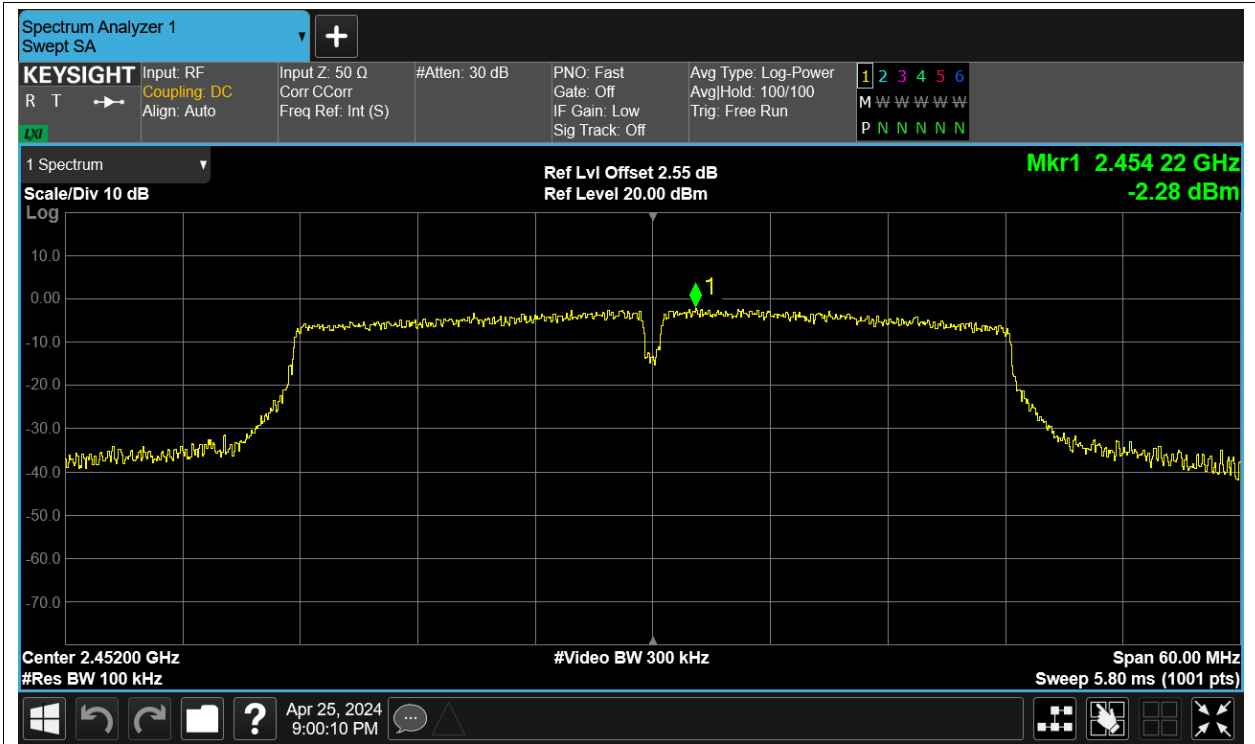 Spectrum Analyzer 1
Swept SA
+
KEYSIGHT
R T
LXI
Input: RF
Coupling: DC
Align: Auto
Input Z: 50 Ω
Corr CCorr
Freq Ref: Int (S)
#Atten: 30 dB
PNO: Fast
Gate: Off
IF Gain: Low
Sig Track: Off
Avg Type: Log-Power
Avg|Hold: 100/100
Trig: Free Run
1 2 3 4 5 6
M W W W W W
P N N N N N
1 Spectrum
Scale/Div 10 dB
Log
Ref Lvl Offset 2.55 dB
Ref Level 20.00 dBm
Mkr1 2.454 22 GHz
-2.28 dBm
1
10.0
0.00
-10.0
-20.0
-30.0
-40.0
-50.0
-60.0
-70.0
Center 2.45200 GHz
#Video BW 300 kHz
Span 60.00 MHz
#Res BW 100 kHz
Sweep 5.80 ms (1001 pts)
?
Apr 25, 2024
9:00:10 PM